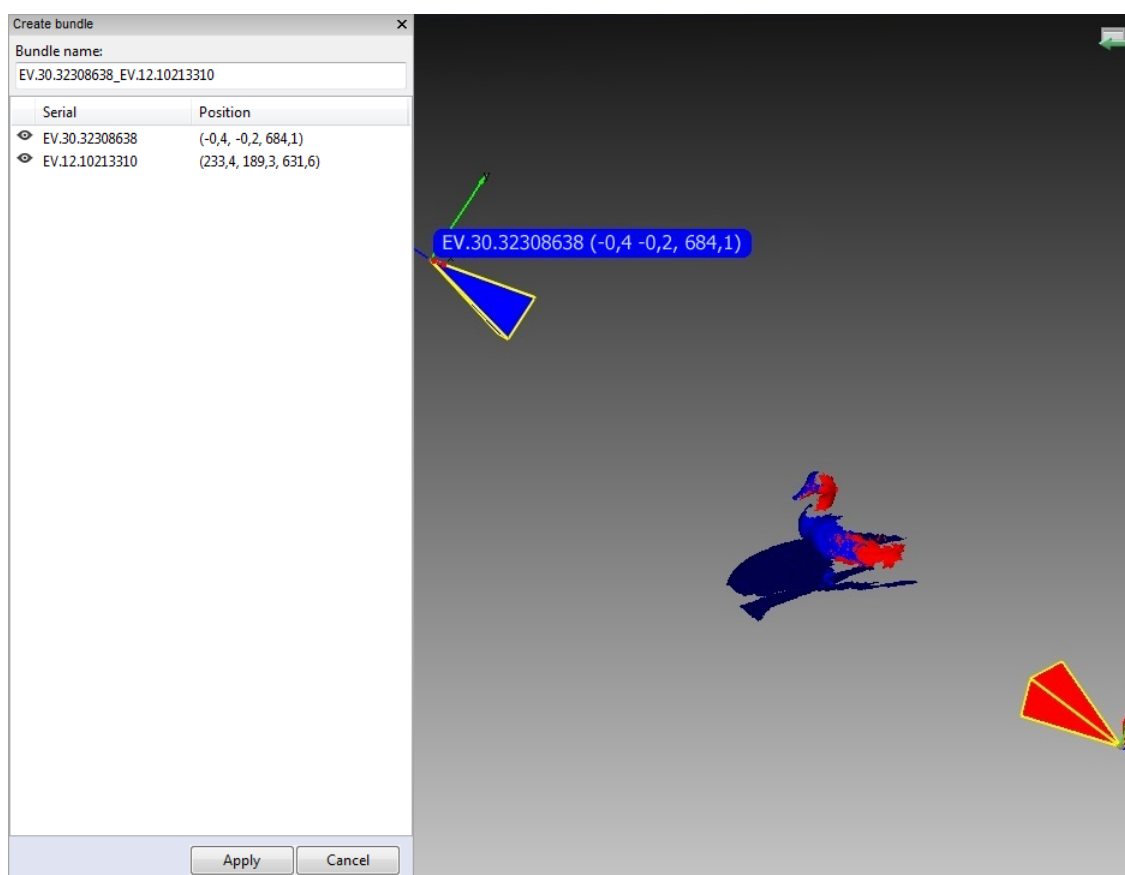 Create bundle
Bundle name:
EV.30.32308638_EV.12.10213310
Serial Position
EV.30.32308638 (-0,4, -0,2, 684,1)
EV.12.10213310 (233,4, 189,3, 631,6)
EV.30.32308638 (-0,4 -0,2, 684,1)
Apply Cancel